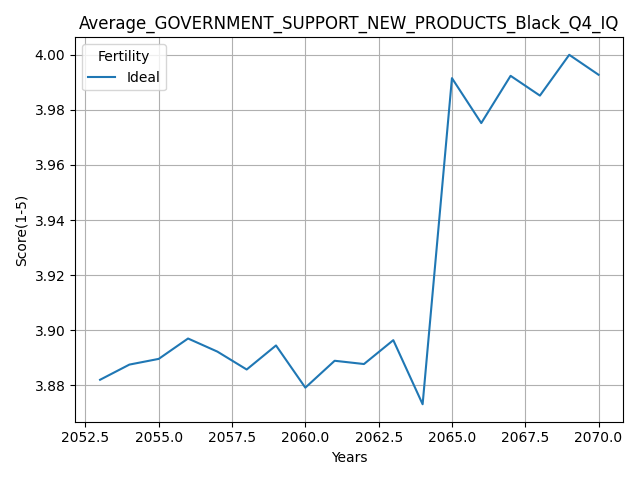 Average_GOVERNMENT_SUPPORT_NEW_PRODUCTS_Black_Q4_IQ
Fertility
Ideal
4.00
3.98
3.96
3.94
3.92
3.90
3.88
Score(1-5)
2052.5 2055.0 2057.5 2060.0 2062.5 2065.0 2067.5 2070.0
Years